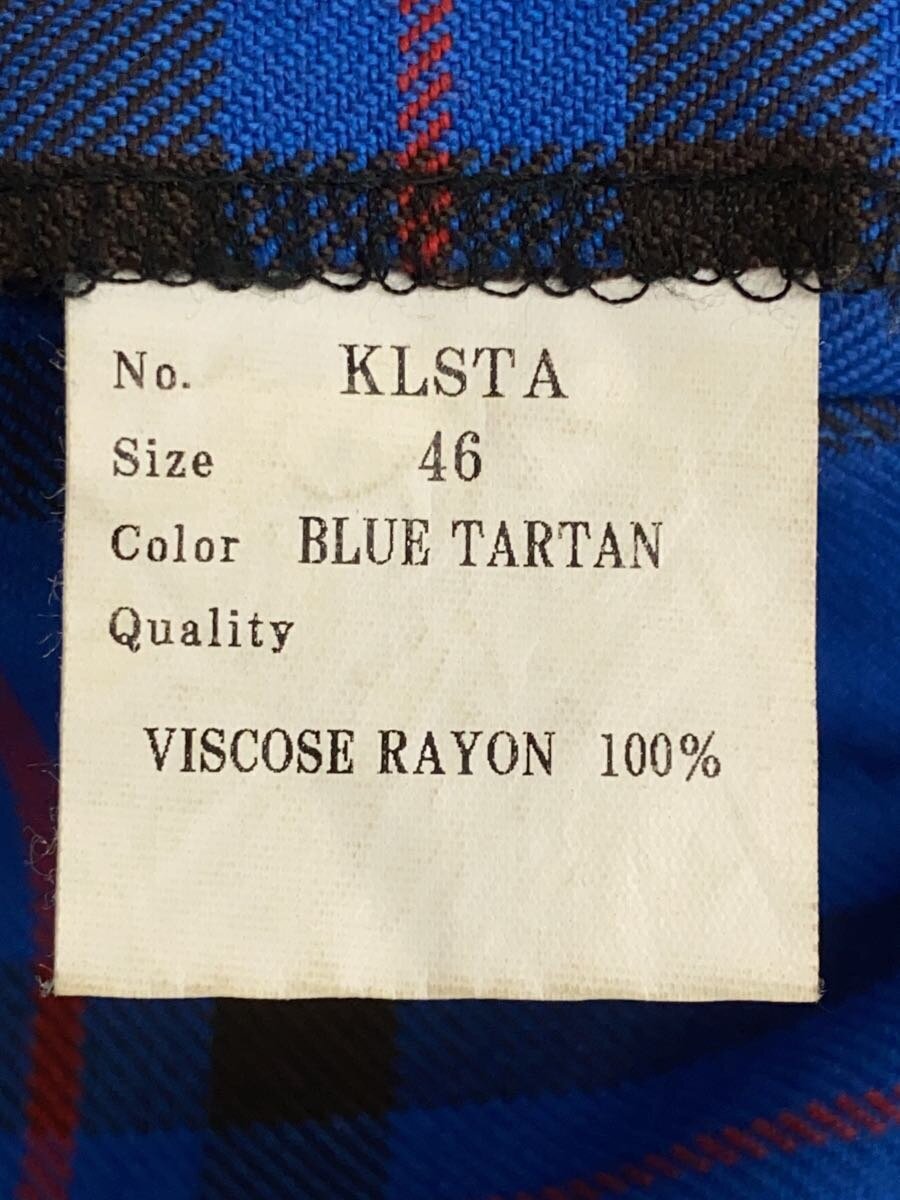 No. KLSTA
Size 46
Color BLUE TARTAN
Quality
VISCOSE RAYON 100%